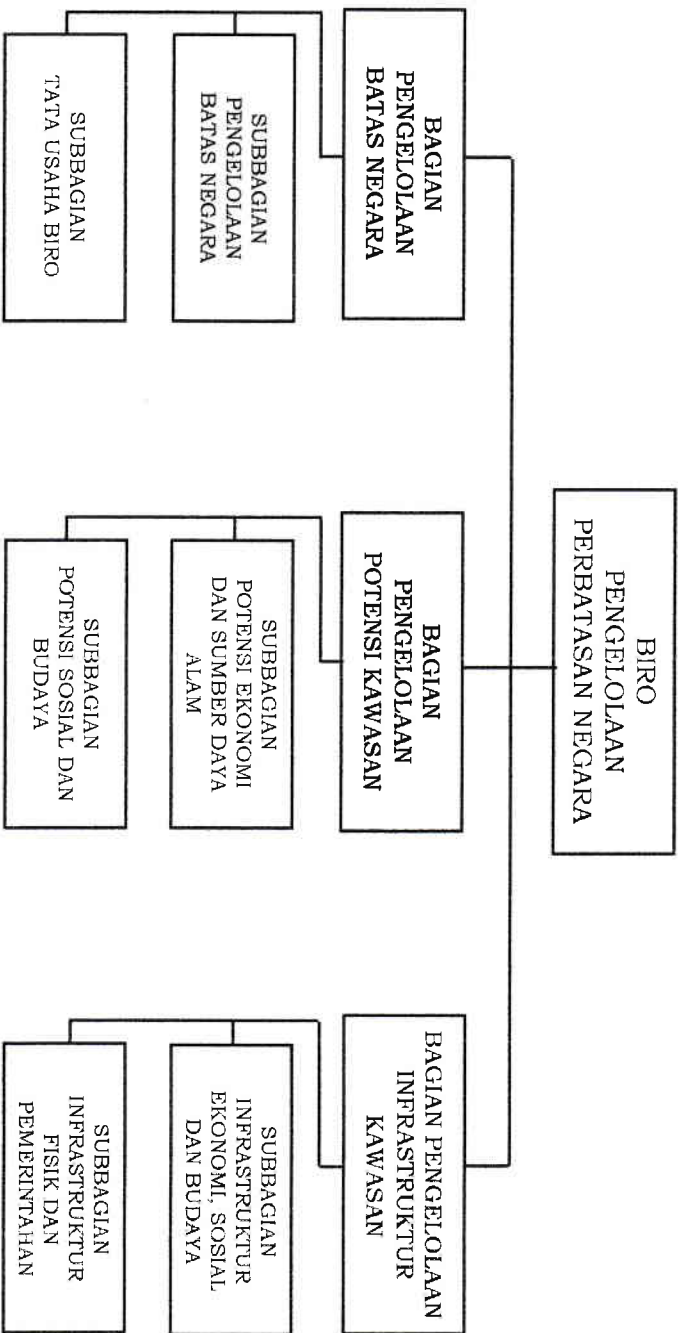 BIRO
PENGELOLAAN
PERBATASAN NEGARA
BAGIAN
PENGELOLAAN
BATAS NEGARA
SUBBAGIAN
PENGELOLAAN
BATAS NEGARA
SUBBAGIAN
TATA USAHA BIRO
BAGIAN
PENGELOLAAN
POTENSI KAWASAN
SUBBAGIAN
POTENSI EKONOMI
DAN SUMBER DAYA
ALAM
SUBBAGIAN
POTENSI SOSIAL DAN
BUDAYA
BAGIAN PENGELOLAAN
INFRASTRUKTUR
KAWASAN
SUBBAGIAN
INFRASTRUKTUR
EKONOMI, SOSIAL
DAN BUDAYA
SUBBAGIAN
INFRASTRUKTUR
FISIK DAN
PEMERINTAHAN